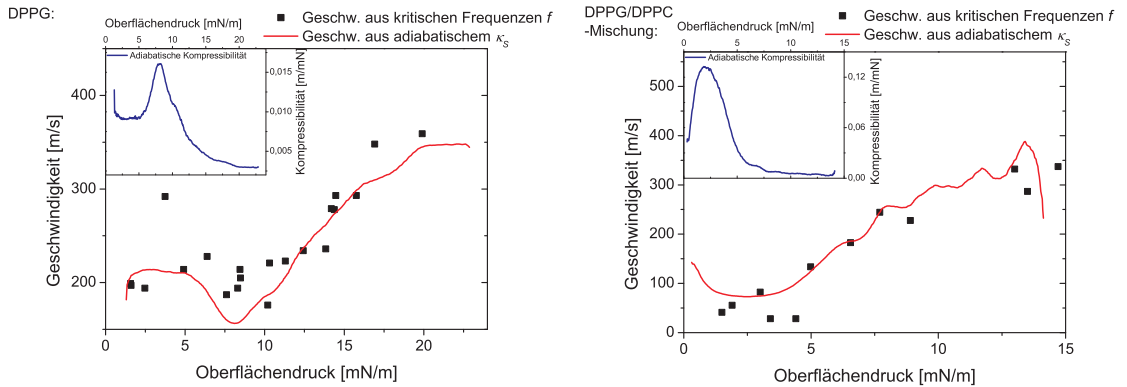 DPPG:
Geschw. aus kritischen Frequenzen f
Geschw. aus adiabatischem κS
Oberflächendruck [mN/m]
0 5 10 15 20
Adiabatische Kompressibilität
0,015
0,010
0,005
Kompressibilität [m/mN]
400
300
200
Geschwindigkeit [m/s]
0 5 10 15 20
Oberflächendruck [mN/m]
DPPG/DPPC
-Mischung:
Geschw. aus kritischen Frequenzen f
Geschw. aus adiabatischem κS
Oberflächendruck [mN/m]
0 5 10 15
Adiabatische Kompressibilität
0,12
0,06
0,00
Kompressibilität [m/mN]
500
400
300
200
100
0
Geschwindigkeit [m/s]
0 5 10 15
Oberflächendruck [mN/m]